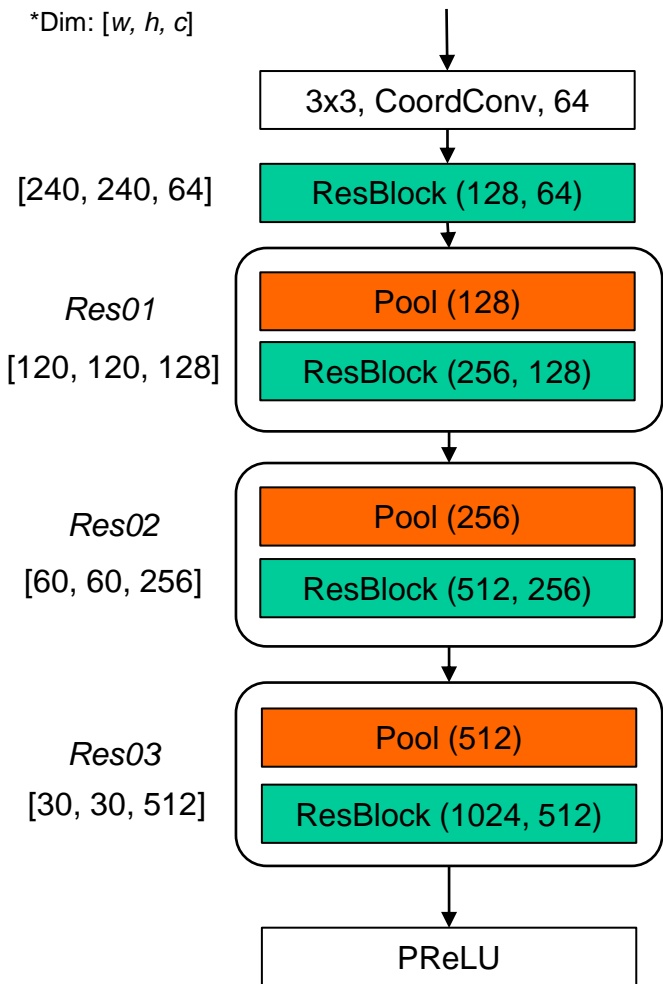 *Dim: [w, h, c]
3x3, CoordConv, 64
[240, 240, 64]
ResBlock (128, 64)
Res01
[120, 120, 128]
Pool (128)
ResBlock (256, 128)
Res02
[60, 60, 256]
Pool (256)
ResBlock (512, 256)
Res03
[30, 30, 512]
Pool (512)
ResBlock (1024, 512)
PReLU